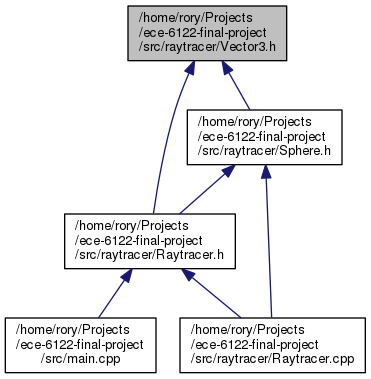 /home/rory/Projects
/ece-6122-final-project
/src/raytracer/Vector3.h
/home/rory/Projects
/ece-6122-final-project
/src/raytracer/Sphere.h
/home/rory/Projects
/ece-6122-final-project
/src/raytracer/Raytracer.h
/home/rory/Projects
/ece-6122-final-project
/src/main.cpp
/home/rory/Projects
/ece-6122-final-project
/src/raytracer/Raytracer.cpp